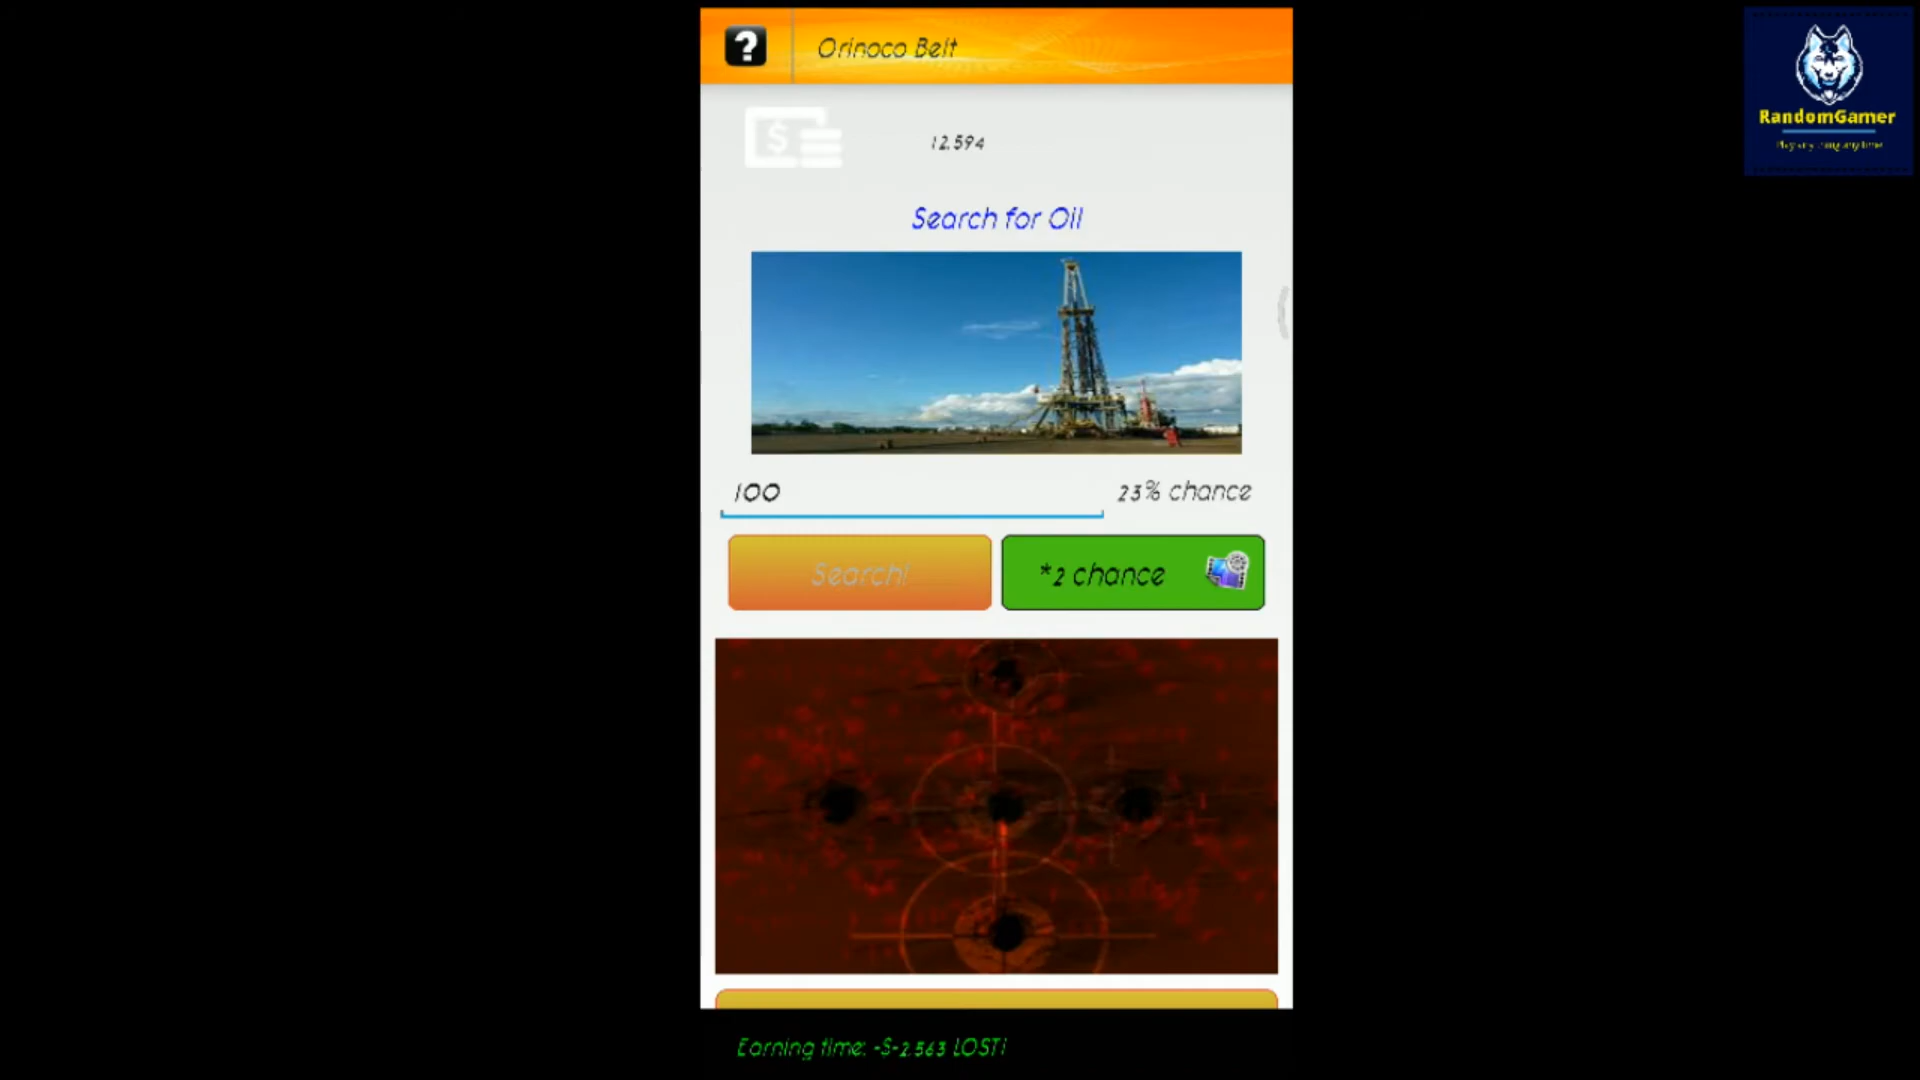 ?
Orinoco Belt
RandomGamer
$
12.594
Search for Oil
100
23% chance
Search!
*2 chance
Earning time: -$-2.563 LOST!